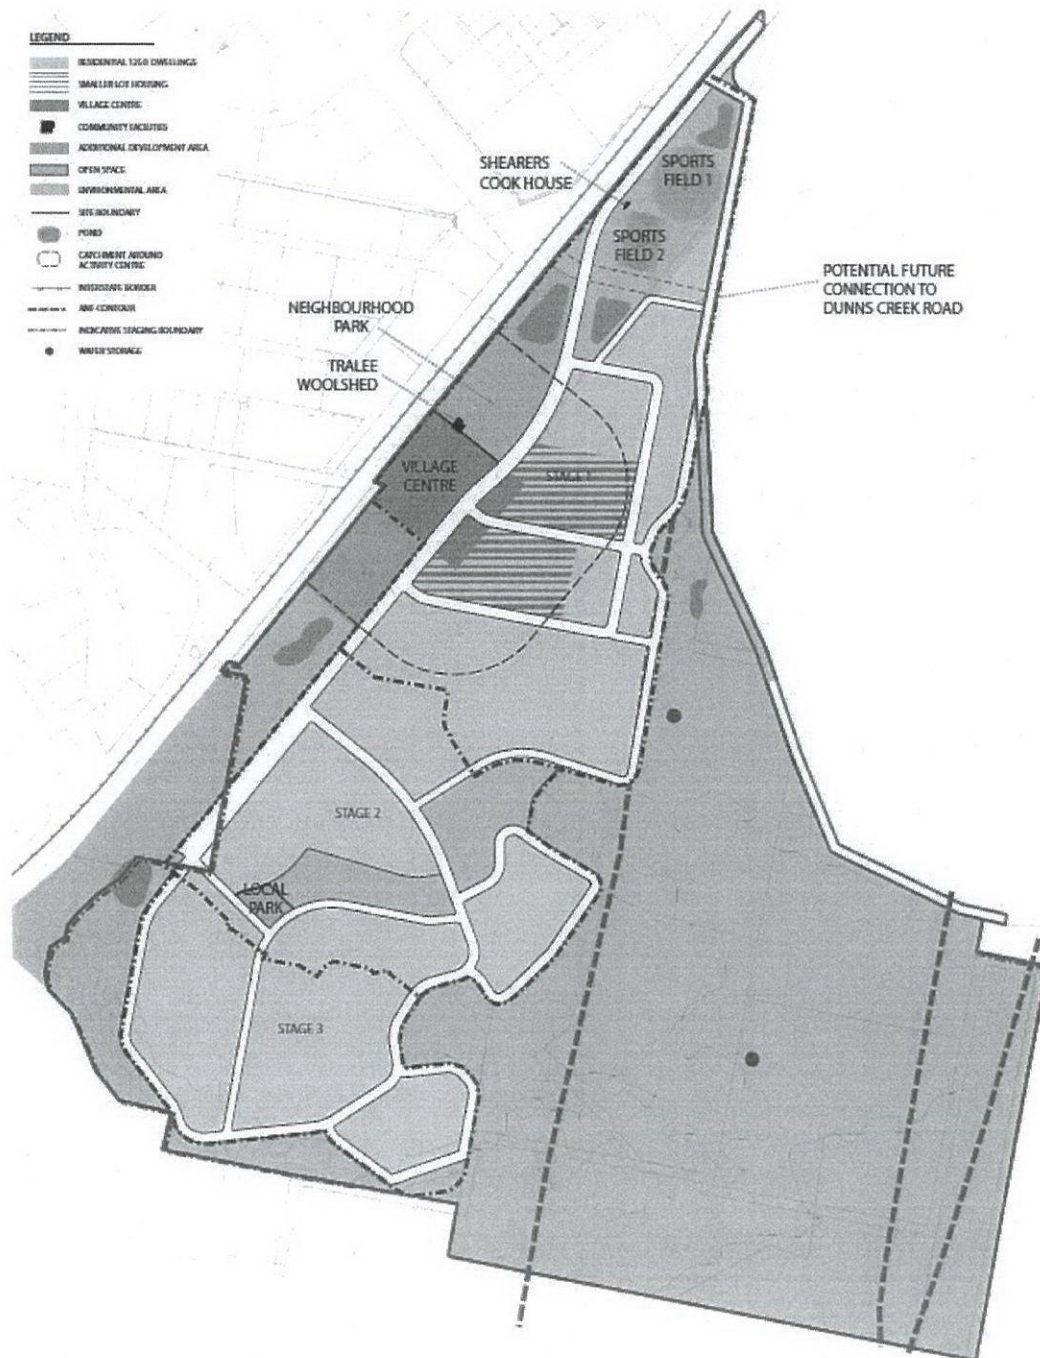 LEGEND
RESIDENTIAL 1250 DWELLINGS
SMALLER LOT HOUSING
VILLAGE CENTRE
COMMUNITY FACILITIES
ADDITIONAL DEVELOPMENT AREA
OPEN SPACE
ENVIRONMENTAL AREA
SITE BOUNDARY
POND
CATCHMENT AROUND
ACTIVITY CENTRE
INTERSTATE BORDER
ANEF CONTOUR
INDICATIVE STAGING BOUNDARY
WATER STORAGE
SHEARERS
COOK HOUSE
SPORTS
FIELD 1
SPORTS
FIELD 2
POTENTIAL FUTURE
CONNECTION TO
DUNNS CREEK ROAD
NEIGHBOURHOOD
PARK
TRALEE
WOOLSHED
VILLAGE
CENTRE
STAGE 1
STAGE 2
LOCAL
PARK
STAGE 3